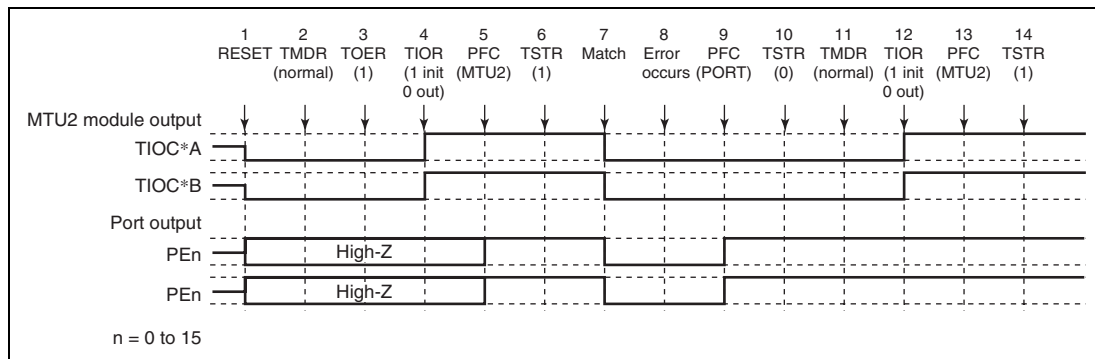 1 2 3 4 5 6 7 8 9 10 11 12 13 14
RESET TMDR TOER TIOR PFC TSTR Match Error PFC TSTR TMDR TIOR PFC TSTR
(normal) (1) (1 init (MTU2) (1) occurs (PORT) (0) (normal) (1 init (MTU2) (1)
0 out) 0 out)
MTU2 module output
TIOC*A
TIOC*B
Port output
PEn High-Z
PEn High-Z
n = 0 to 15